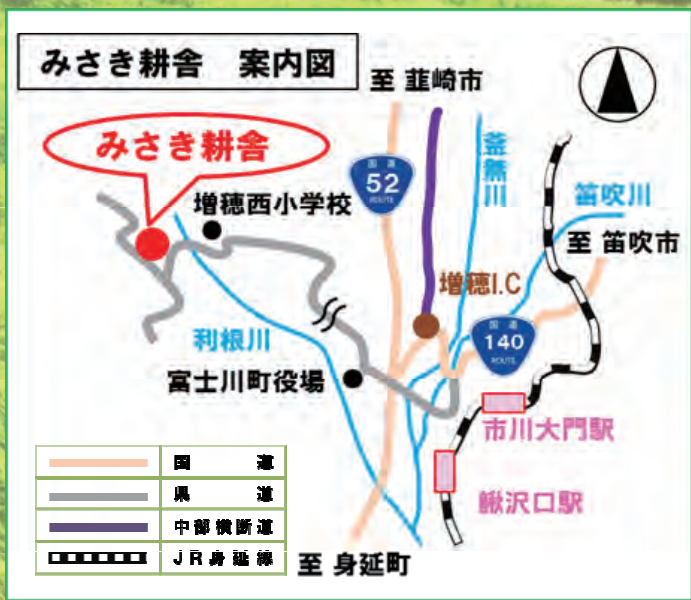 みさき耕舎 案内図
至 韮崎市
みさき耕舎
増穂西小学校
国道
52
ROUTE
釜無川
笛吹川
至 笛吹市
増穂I.C
国道
140
ROUTE
利根川
富士川町役場
市川大門駅
鰍沢口駅
国道
県道
中部横断道
JR身延線
至 身延町